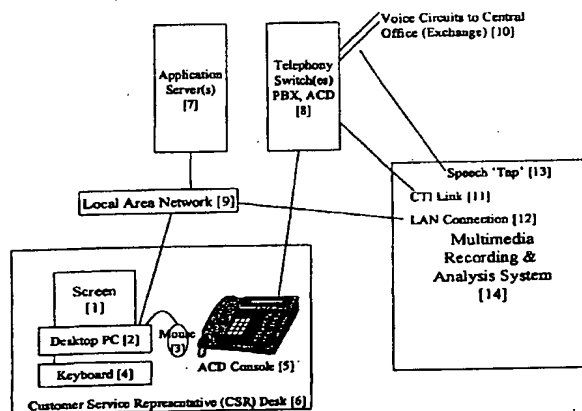 Voice Circuits to Central
Office (Exchange) [10]
Application
Server(s)
[7]
Telephony
Switch(es)
PBX, ACD
[8]
Speech 'Tap' [13]
CTI Link [11]
LAN Connection [12]
Multimedia
Recording &
Analysis System
[14]
Local Area Network [9]
Screen
[1]
Desktop PC [2]
Mouse
(3)
Keyboard [4]
ACD Console [5]
Customer Service Representative (CSR) Desk [6]